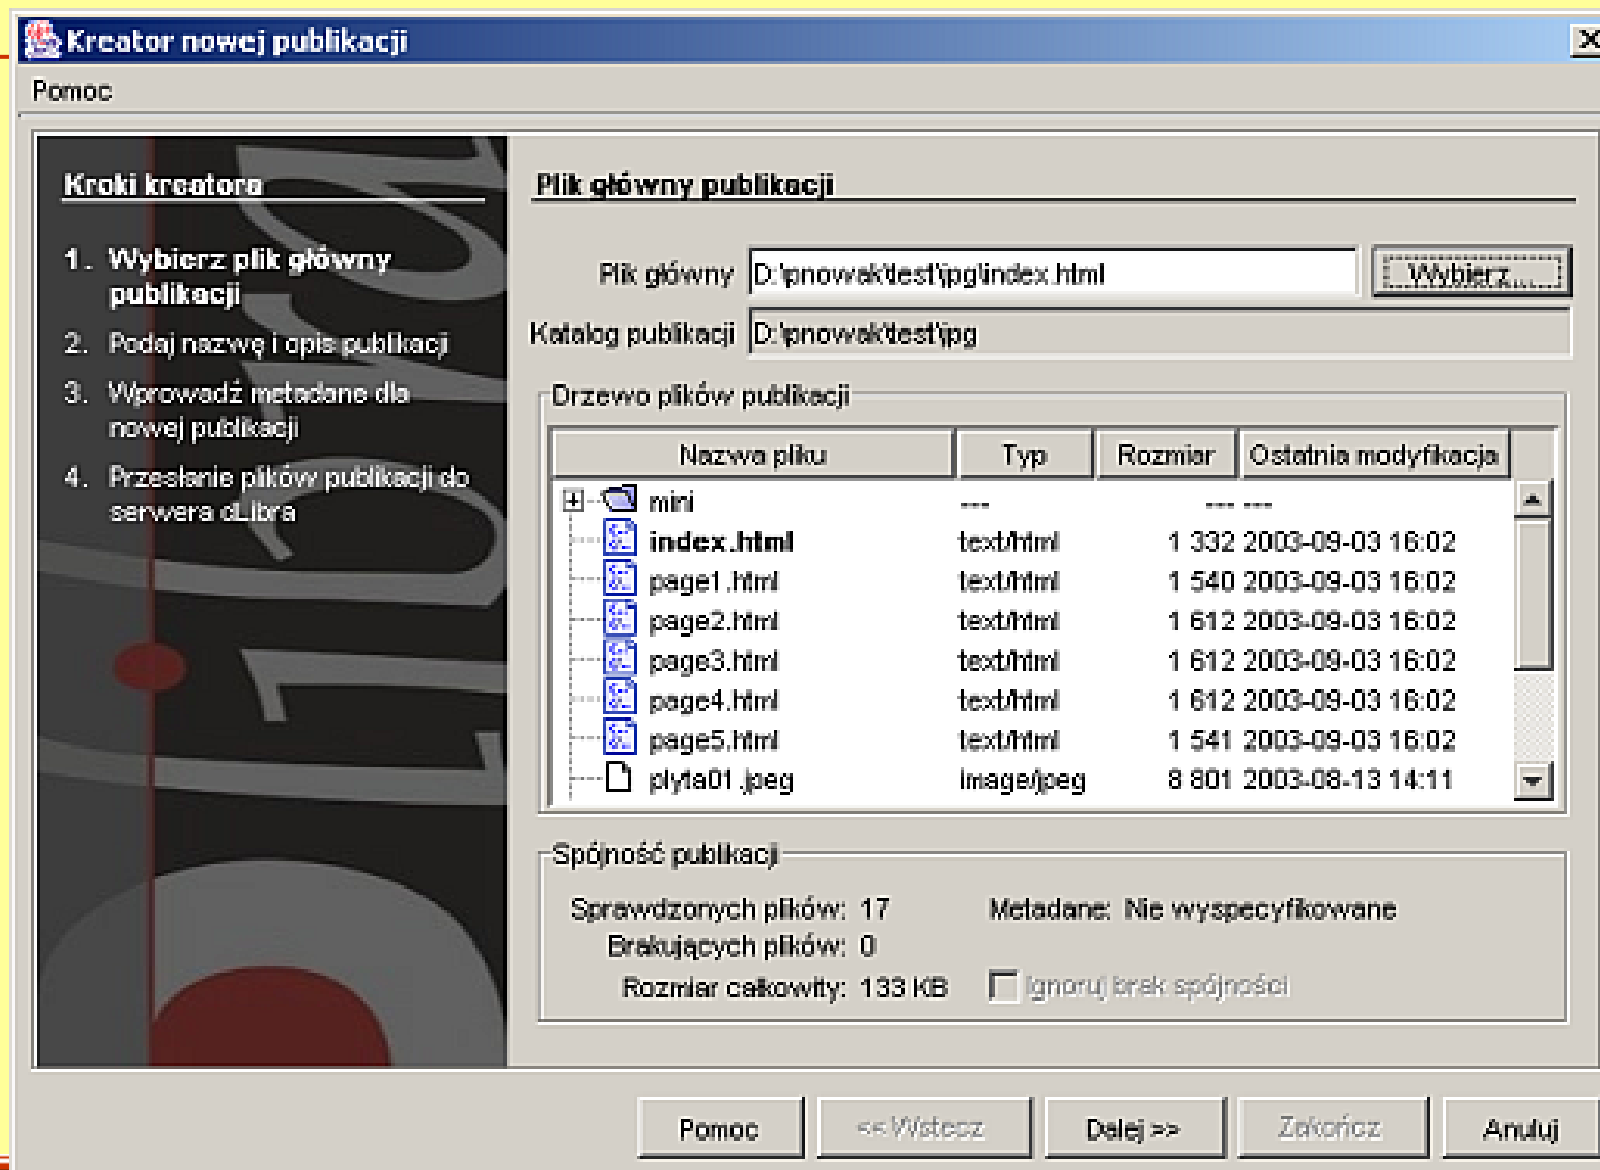 Kreator nowej publikacji
Pomoc
Kroki kreatora
1. Wybierz plik główny
publikacji
2. Podaj nazwę i opis publikacji
3. Wprowadź metadane dla
nowej publikacji
4. Przesłanie plików publikacji do
serwera dLibra
Plik główny publikacji
Plik główny D:\pnowak\test\jpg\index.html Wybierz...
Katalog publikacji D:\pnowak\test\jpg
Drzewo plików publikacji
Nazwa pliku Typ Rozmiar Ostatnia modyfikacja
mini --- --- ---
index.html text/html 1 332 2003-09-03 16:02
page1.html text/html 1 540 2003-09-03 16:02
page2.html text/html 1 612 2003-09-03 16:02
page3.html text/html 1 612 2003-09-03 16:02
page4.html text/html 1 612 2003-09-03 16:02
page5.html text/html 1 541 2003-09-03 16:02
plyta01.jpeg image/jpeg 8 801 2003-08-13 14:11
Spójność publikacji
Sprawdzonych plików: 17 Metadane: Nie wyspecyfikowane
Brakujących plików: 0
Rozmiar całkowity: 133 KB Ignoruj brak spójności
Pomoc << Wstecz Dalej >> Zakończ Anuluj